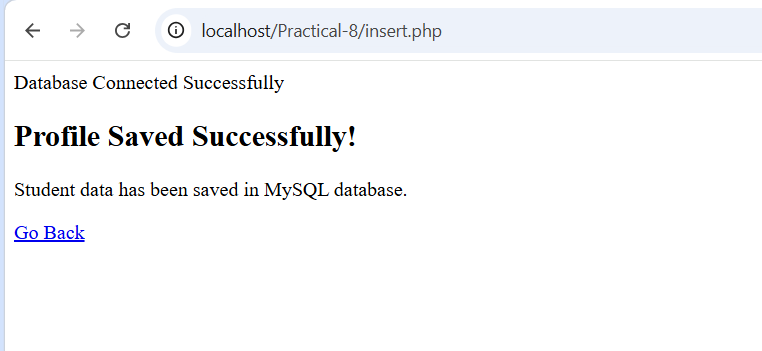 localhost/Practical-8/insert.php
Database Connected Successfully
Profile Saved Successfully!
Student data has been saved in MySQL database.
Go Back